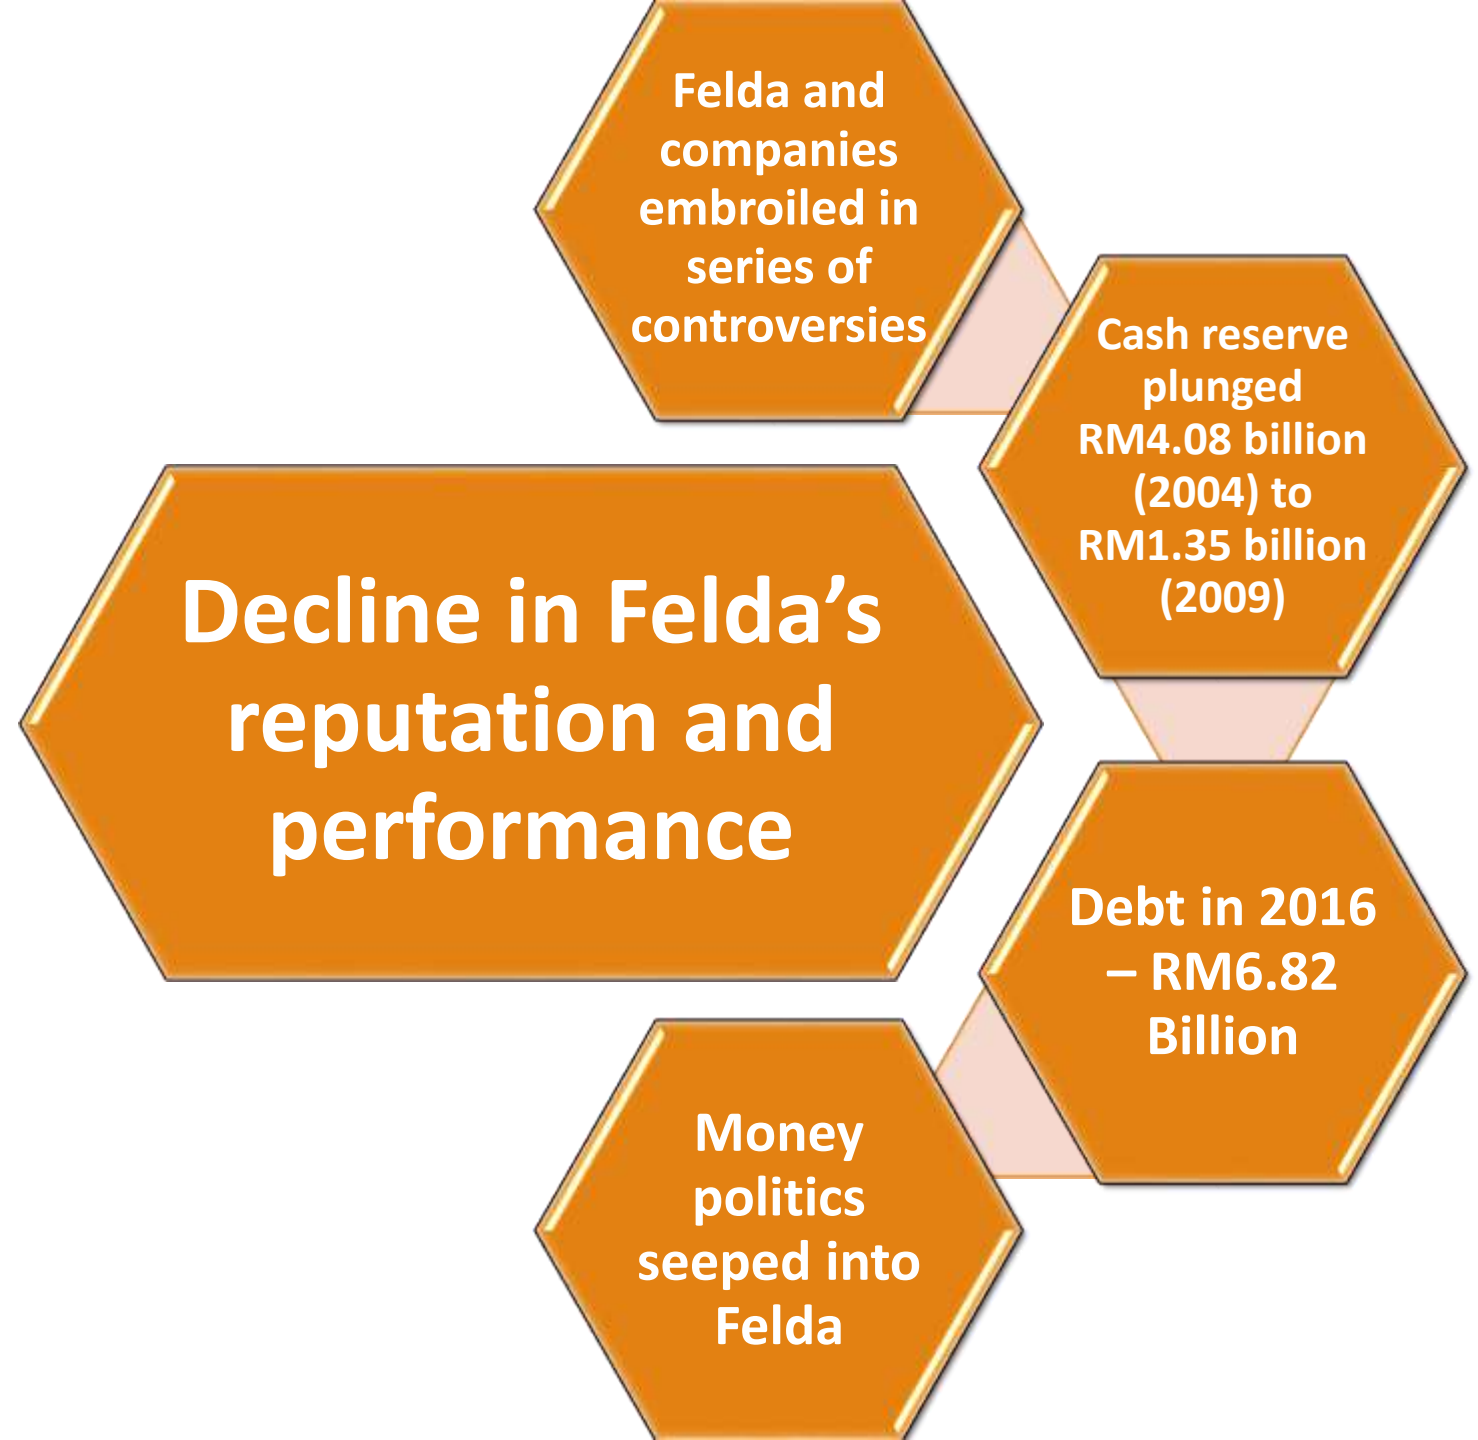 Felda and
companies
embroiled in
series of
controversies
Cash reserve
plunged
RM4.08 billion
(2004) to
RM1.35 billion
(2009)
Decline in Felda’s
reputation and
performance
Debt in 2016
– RM6.82
Billion
Money
politics
seeped into
Felda